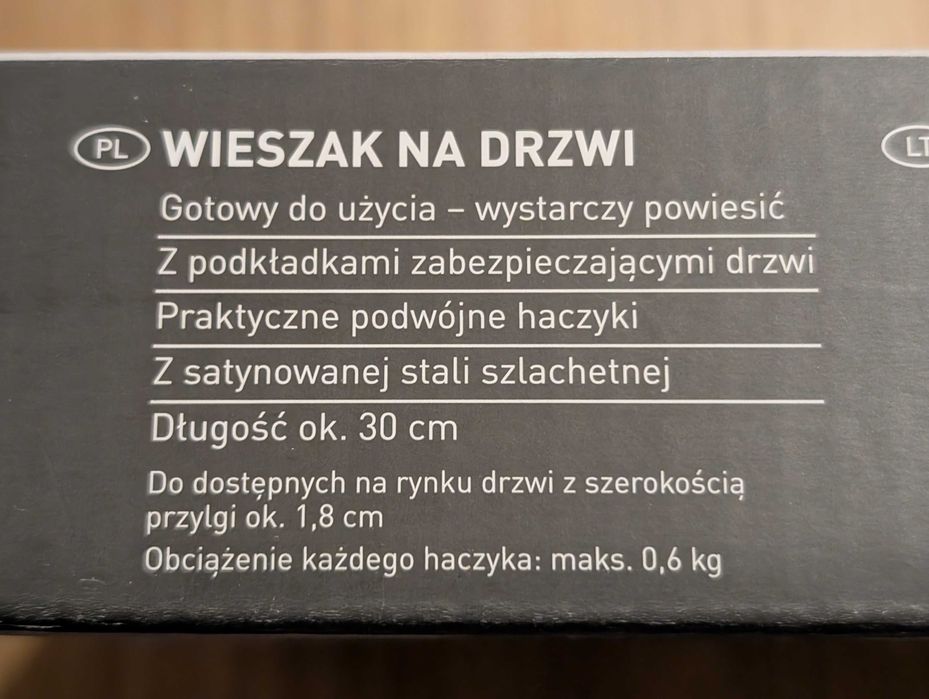 PL WIESZAK NA DRZWI
Gotowy do użycia – wystarczy powiesić
Z podkładkami zabezpieczającymi drzwi
Praktyczne podwójne haczyki
Z satynowanej stali szlachetnej
Długość ok. 30 cm
Do dostępnych na rynku drzwi z szerokością
przylgi ok. 1,8 cm
Obciążenie każdego haczyka: maks. 0,6 kg
LT